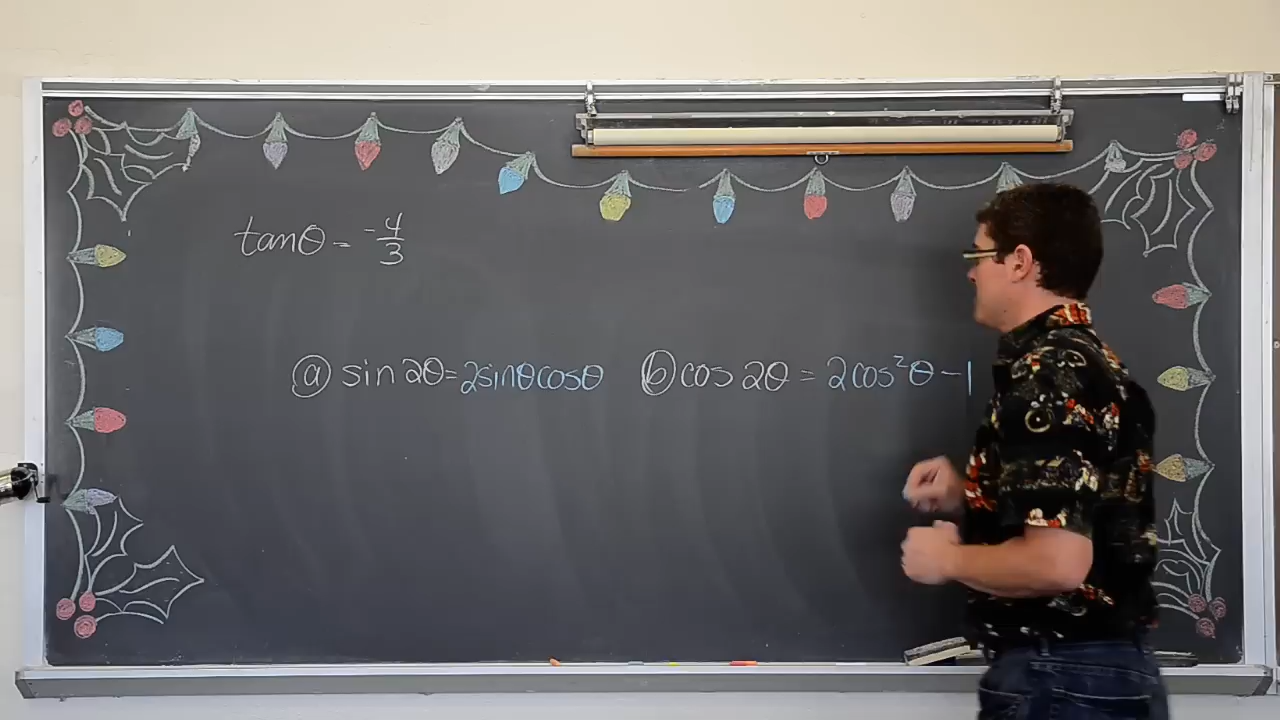 tanθ = -4/3
ⓐ sin 2θ = 2sinθcosθ ⓑ cos 2θ = 2cos²θ - 1